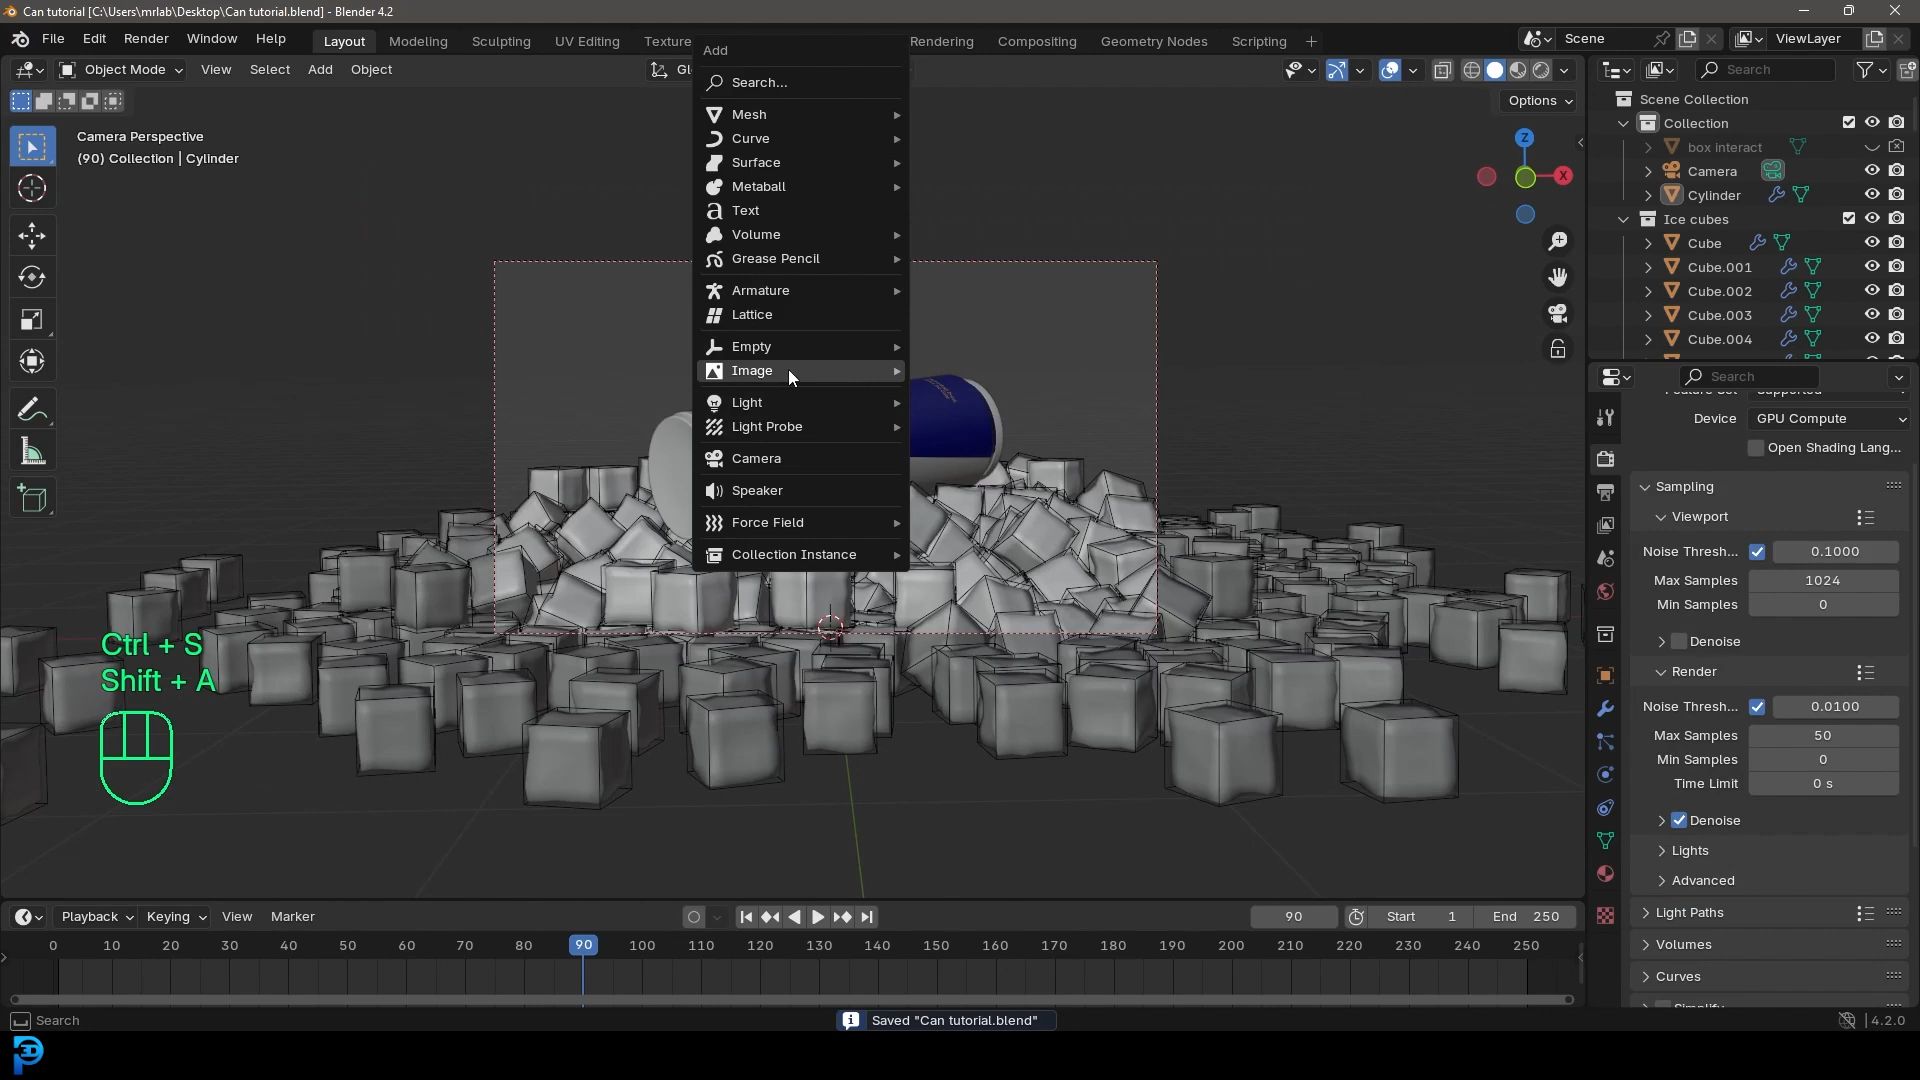 Can tutorial [C:\Users\mrlab\Desktop\Can tutorial.blend] - Blender 4.2
File Edit Render Window Help
Layout Modeling Sculpting UV Editing Texture Rendering Compositing Geometry Nodes Scripting +
Scene
ViewLayer
Object Mode View Select Add Object
Gl
Search
Options
Camera Perspective
(90) Collection | Cylinder
Z
X
Add
Search...
Mesh
Curve
Surface
Metaball
Text
Volume
Grease Pencil
Armature
Lattice
Empty
Image
Light
Light Probe
Camera
Speaker
Force Field
Collection Instance
Scene Collection
Collection
box interact
Camera
Cylinder
Ice cubes
Cube
Cube.001
Cube.002
Cube.003
Cube.004
Search
Device GPU Compute
Open Shading Lang...
Sampling
Viewport
Noise Thresh... 0.1000
Max Samples 1024
Min Samples 0
Denoise
Render
Noise Thresh... 0.0100
Max Samples 50
Min Samples 0
Time Limit 0 s
Denoise
Lights
Advanced
Light Paths
Volumes
Curves
Ctrl + S
Shift + A
Playback Keying View Marker
90 Start 1 End 250
0 10 20 30 40 50 60 70 80 90 100 110 120 130 140 150 160 170 180 190 200 210 220 230 240 250
Search
Saved "Can tutorial.blend"
4.2.0